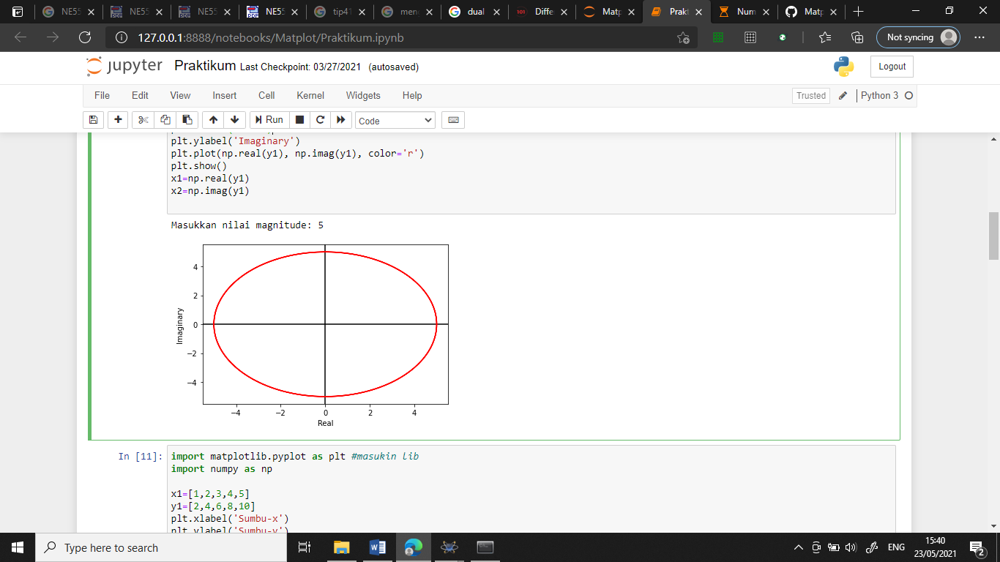 NE55
NE55
NE55
NE55
tip41
men
dual
Diffe
Matp
Prakt
Num
Matp
127.0.0.1:8888/notebooks/Matplot/Praktikum.ipynb
Not syncing
jupyter Praktikum Last Checkpoint: 03/27/2021 (autosaved)
Logout
File Edit View Insert Cell Kernel Widgets Help
Trusted Python 3
Run Code
plt.ylabel('Imaginary')
plt.plot(np.real(y1), np.imag(y1), color='r')
plt.show()
x1=np.real(y1)
x2=np.imag(y1)
Masukkan nilai magnitude: 5
4
2
0
−2
−4
Imaginary
−4 −2 0 2 4
Real
In [11]:
import matplotlib.pyplot as plt #masukin lib
import numpy as np
x1=[1,2,3,4,5]
y1=[2,4,6,8,10]
plt.xlabel('Sumbu-x')
plt.ylabel('Sumbu-y')
Type here to search
ENG
15:40
23/05/2021
2